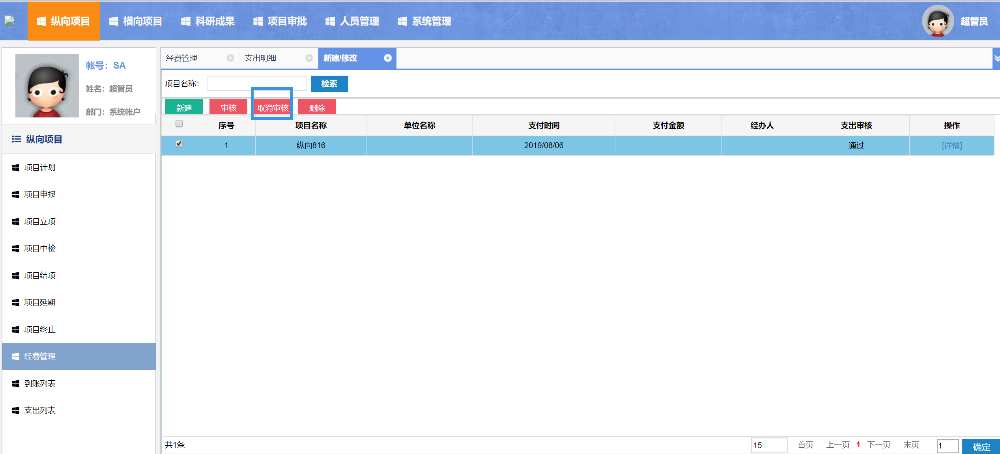 纵向项目 横向项目 科研成果 项目审批 人员管理 系统管理 超管员
帐号：SA
姓名：超管员
部门：系统帐户
纵向项目
项目计划
项目申报
项目立项
项目中检
项目结项
项目延期
项目终止
经费管理
到账列表
支出列表
经费管理 支出明细 新建/修改
项目名称： 检索
新建 审核 取消审核 删除
序号 项目名称 单位名称 支付时间 支付金额 经办人 支出审核 操作
1 纵向816 2019/08/06 通过 [详情]
共1条 15 首页 上一页 1 下一页 末页 1 确定